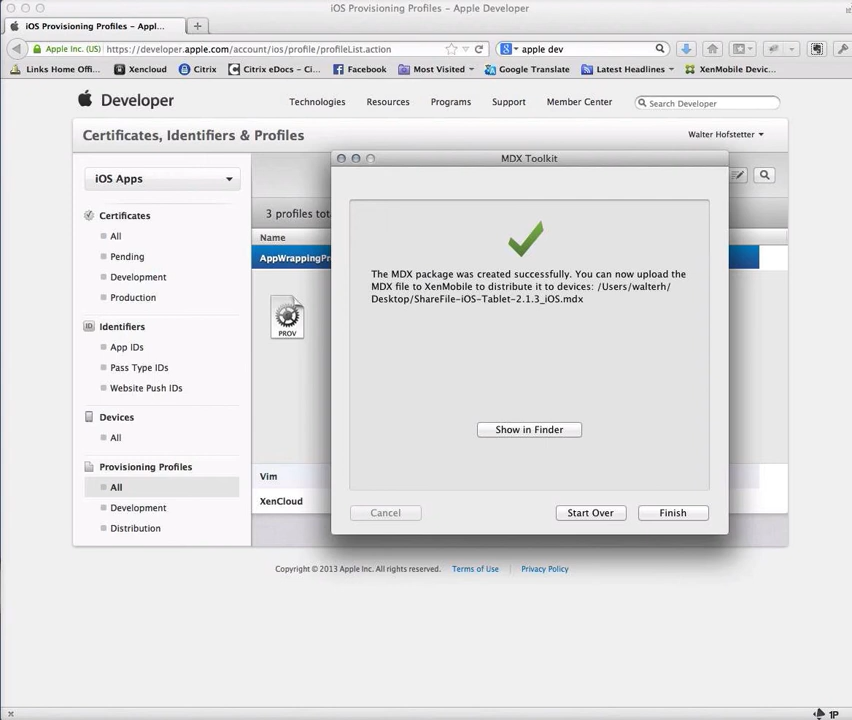 iOS Provisioning Profiles – Apple Developer
iOS Provisioning Profiles – Appl...
Apple Inc. (US)
https://developer.apple.com/account/ios/profile/profileList.action
apple dev
Links Home Offi...
Xencloud
Citrix
Citrix eDocs – Ci...
Facebook
Most Visited
Google Translate
Latest Headlines
XenMobile Devic...
Developer
Technologies
Resources
Programs
Support
Member Center
Search Developer
Certificates, Identifiers & Profiles
Walter Hofstetter
iOS Apps
Certificates
All
Pending
Development
Production
ID Identifiers
App IDs
Pass Type IDs
Website Push IDs
Devices
All
Provisioning Profiles
All
Development
Distribution
3 profiles tot
Name
AppWrappingPr
PROV
Vim
XenCloud
MDX Toolkit
The MDX package was created successfully. You can now upload the
MDX file to XenMobile to distribute it to devices: /Users/walterh/
Desktop/ShareFile-iOS-Tablet-2.1.3_iOS.mdx
Show in Finder
Cancel
Start Over
Finish
Copyright © 2013 Apple Inc. All rights reserved.
Terms of Use
Privacy Policy
1P